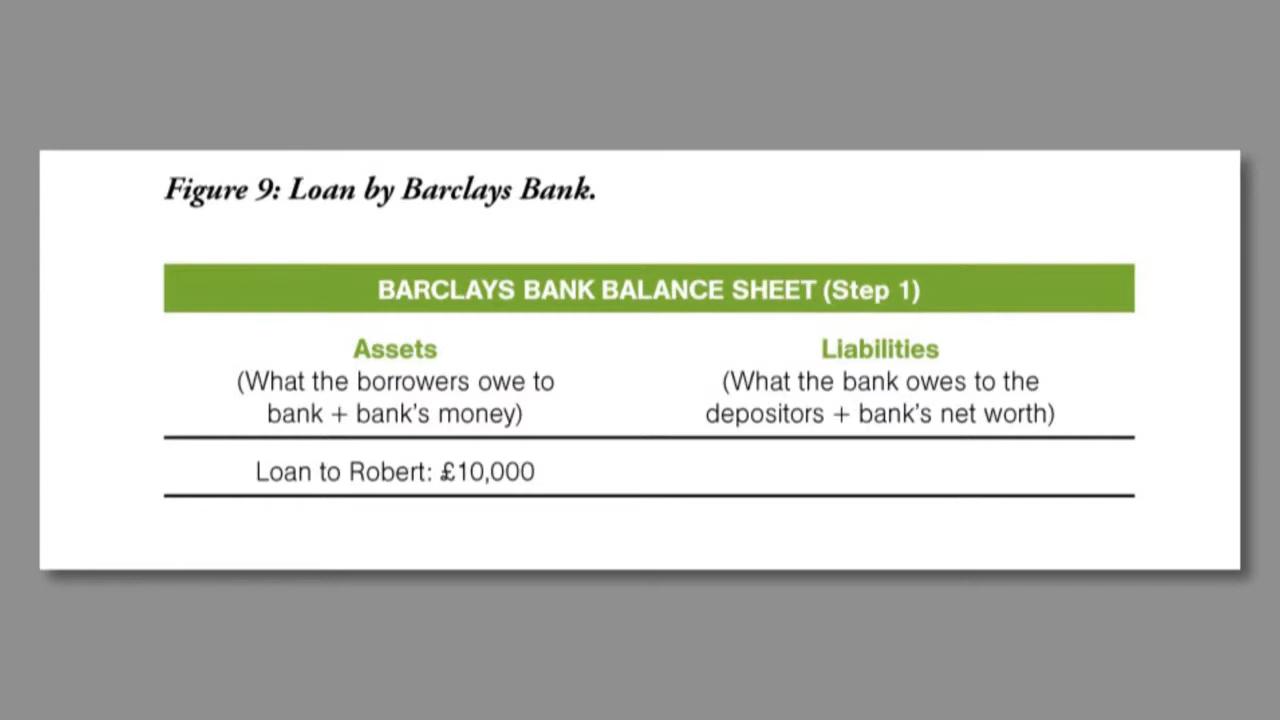 Figure 9: Loan by Barclays Bank.
BARCLAYS BANK BALANCE SHEET (Step 1)
Assets
(What the borrowers owe to
bank + bank's money)
Liabilities
(What the bank owes to the
depositors + bank's net worth)
Loan to Robert: £10,000